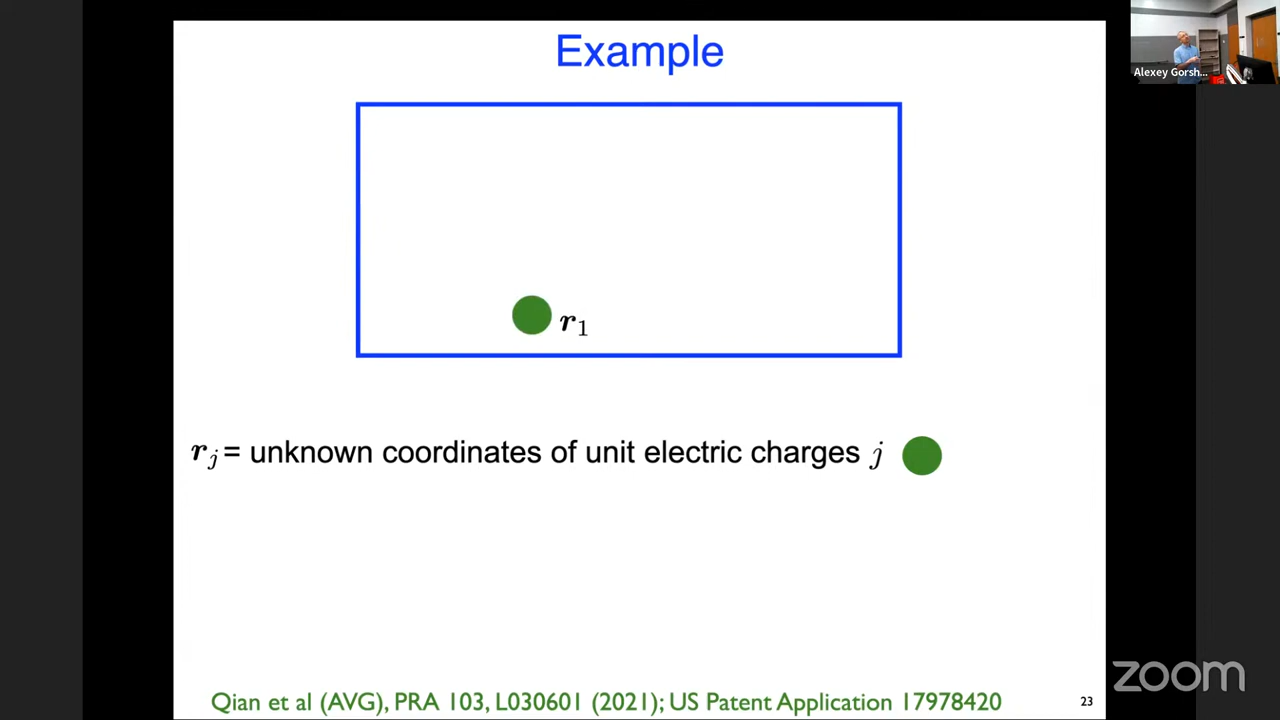 Example
Alexey Gorsh...
r₁
rⱼ = unknown coordinates of unit electric charges j
zoom
Qian et al (AVG), PRA 103, L030601 (2021); US Patent Application 17978420
23